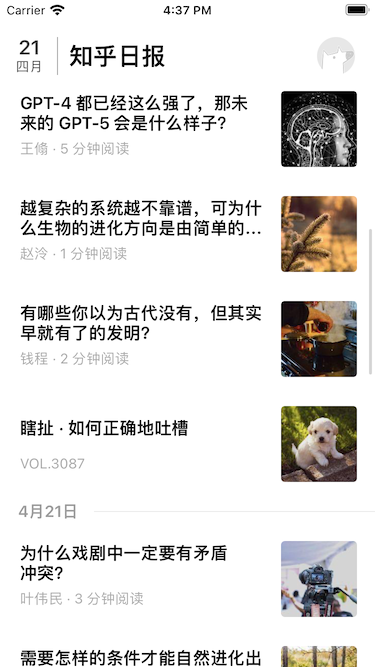 Carrier
4:37 PM
21
四月
知乎日报
GPT-4 都已经这么强了，那未
来的 GPT-5 会是什么样子？
王脩 · 5 分钟阅读
越复杂的系统越不靠谱，可为什
么生物的进化方向是由简单的...
赵泠 · 1 分钟阅读
有哪些你以为古代没有，但其实
早就有了的发明？
钱程 · 2 分钟阅读
瞎扯 · 如何正确地吐槽
VOL.3087
4月21日
为什么戏剧中一定要有矛盾
冲突？
叶伟民 · 3 分钟阅读
需要怎样的条件才能自然进化出